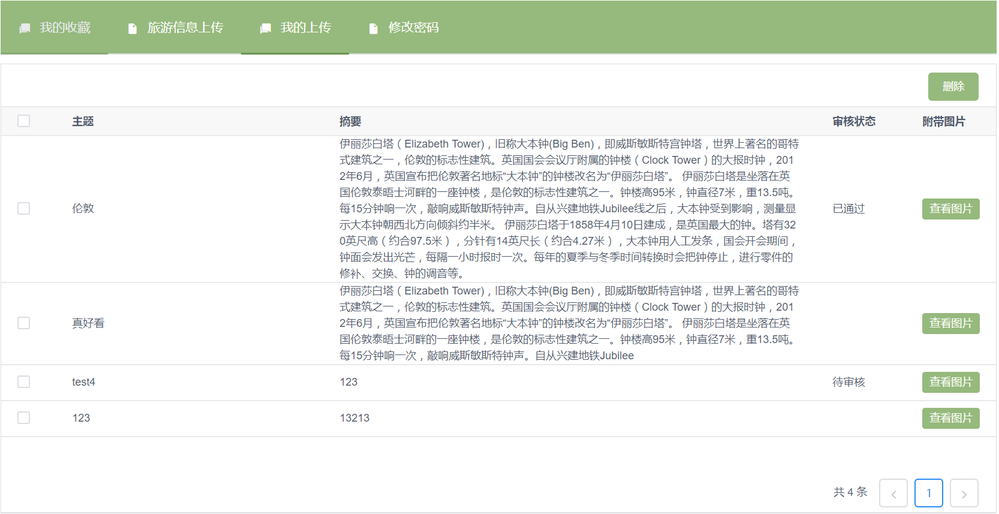 我的收藏 旅游信息上传 我的上传 修改密码
删除
主题 摘要 审核状态 附带图片
伊丽莎白塔（Elizabeth Tower)，旧称大本钟(Big Ben)，即威斯敏斯特宫钟塔，世界上著名的哥特
式建筑之一，伦敦的标志性建筑。英国国会会议厅附属的钟楼（Clock Tower）的大报时钟，201
2年6月，英国宣布把伦敦著名地标“大本钟”的钟楼改名为“伊丽莎白塔”。 伊丽莎白塔是坐落在英
国伦敦泰晤士河畔的一座钟楼，是伦敦的标志性建筑之一。钟楼高95米，钟直径7米，重13.5吨。
伦敦 每15分钟响一次，敲响威斯敏斯特钟声。自从兴建地铁Jubilee线之后，大本钟受到影响，测量显 已通过 查看图片
示大本钟朝西北方向倾斜约半米。 伊丽莎白塔于1858年4月10日建成，是英国最大的钟。塔有32
0英尺高（约合97.5米），分针有14英尺长（约合4.27米），大本钟用人工发条，国会开会期间，
钟面会发出光芒，每隔一小时报时一次。每年的夏季与冬季时间转换时会把钟停止，进行零件的
修补、交换、钟的调音等。
伊丽莎白塔（Elizabeth Tower)，旧称大本钟(Big Ben)，即威斯敏斯特宫钟塔，世界上著名的哥特
式建筑之一，伦敦的标志性建筑。英国国会会议厅附属的钟楼（Clock Tower）的大报时钟，201
真好看 2年6月，英国宣布把伦敦著名地标“大本钟”的钟楼改名为“伊丽莎白塔”。 伊丽莎白塔是坐落在英 查看图片
国伦敦泰晤士河畔的一座钟楼，是伦敦的标志性建筑之一。钟楼高95米，钟直径7米，重13.5吨。
每15分钟响一次，敲响威斯敏斯特钟声。自从兴建地铁Jubilee
test4 123 待审核 查看图片
123 13213 查看图片
共 4 条 1